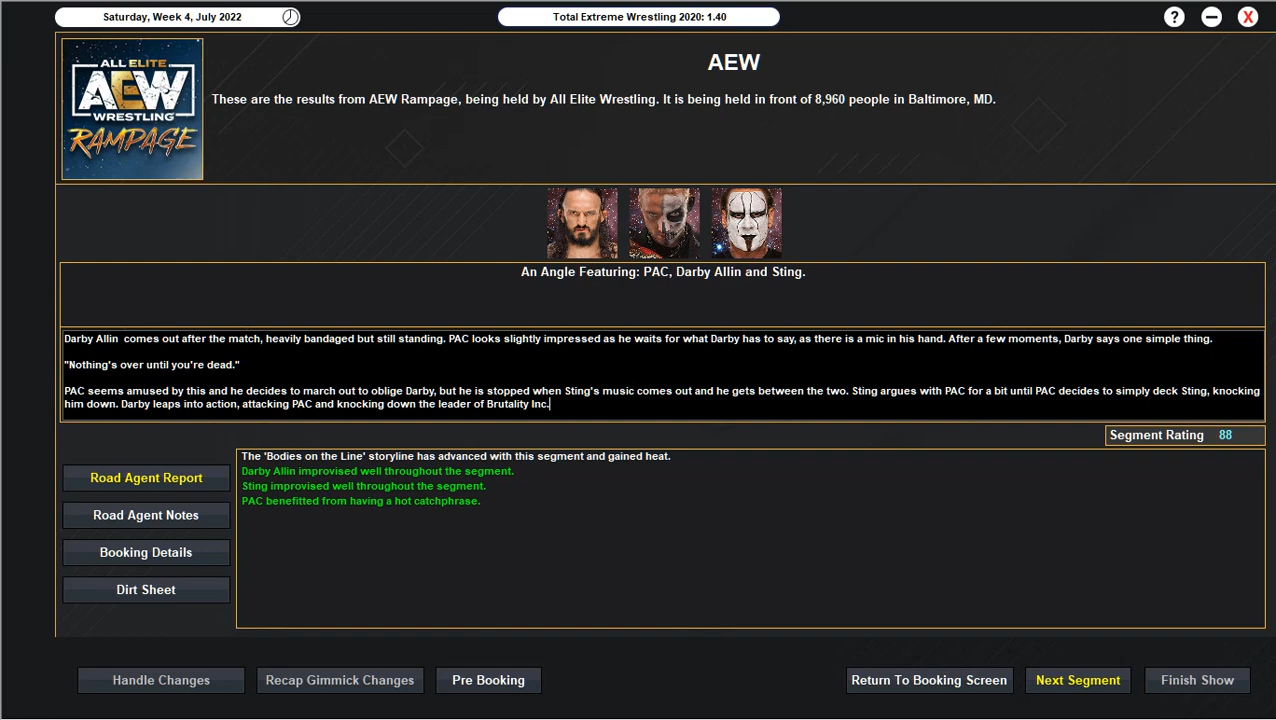 Saturday, Week 4, July 2022
Total Extreme Wrestling 2020: 1.40
?
X
ALL ELITE
AEW
WRESTLING
RAMPAGE
AEW
These are the results from AEW Rampage, being held by All Elite Wrestling. It is being held in front of 8,960 people in Baltimore, MD.
An Angle Featuring: PAC, Darby Allin and Sting.
Darby Allin  comes out after the match, heavily bandaged but still standing. PAC looks slightly impressed as he waits for what Darby has to say, as there is a mic in his hand. After a few moments, Darby says one simple thing.
"Nothing's over until you're dead."
PAC seems amused by this and he decides to march out to oblige Darby, but he is stopped when Sting's music comes out and he gets between the two. Sting argues with PAC for a bit until PAC decides to simply deck Sting, knocking
him down. Darby leaps into action, attacking PAC and knocking down the leader of Brutality Inc.
Segment Rating 88
The 'Bodies on the Line' storyline has advanced with this segment and gained heat.
Darby Allin improvised well throughout the segment.
Sting improvised well throughout the segment.
PAC benefitted from having a hot catchphrase.
Road Agent Report
Road Agent Notes
Booking Details
Dirt Sheet
Handle Changes
Recap Gimmick Changes
Pre Booking
Return To Booking Screen
Next Segment
Finish Show